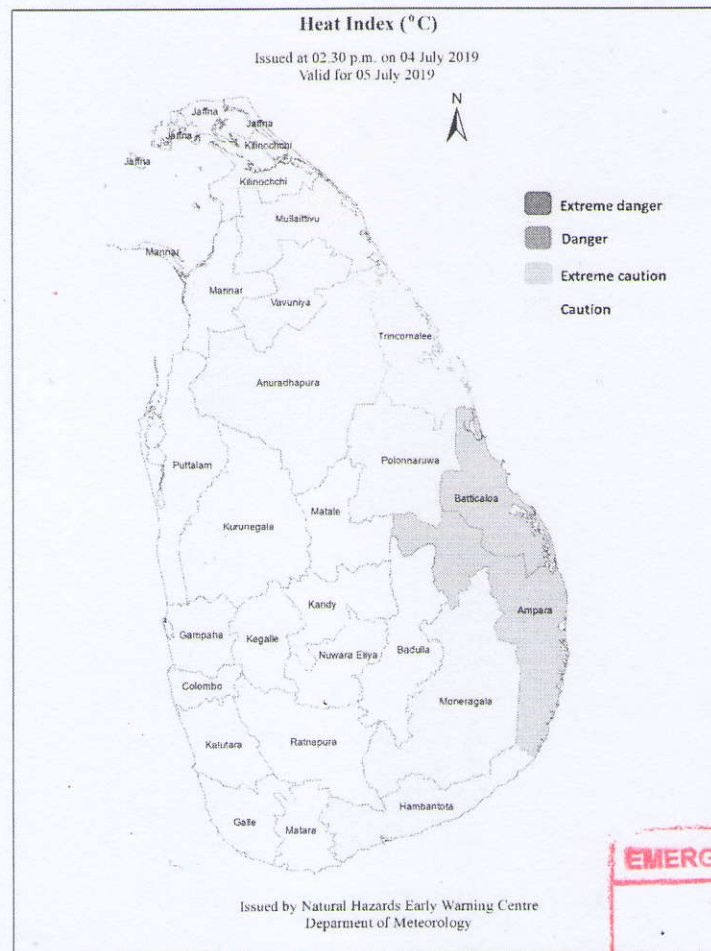 Heat Index (°C)
Issued at 02.30 p.m. on 04 July 2019
Valid for 05 July 2019
N
Jaffna
Jaffna
Jaffna
Kilinochchi
Jaffna
Kilinochchi
Mullaittivu
Extreme danger
Danger
Mannar
Extreme caution
Mannar
Vavuniya
Caution
Trincomalee
Anuradhapura
Polonnaruwa
Puttalam
Batticaloa
Matale
Kurunegala
Kandy
Ampara
Gampaha
Kegalle
Nuwara Eliya
Badulla
Colombo
Moneragala
Kalutara
Ratnapura
Hambantota
Galle
Matara
EMERG
Issued by Natural Hazards Early Warning Centre
Deparment of Meteorology